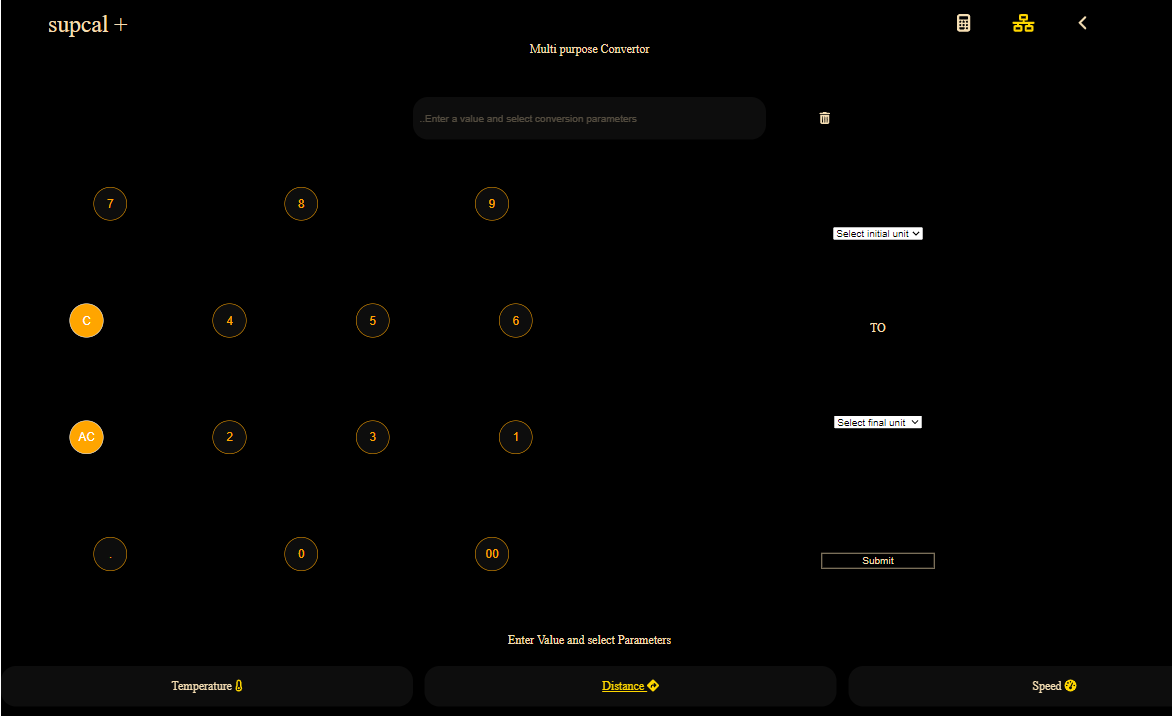 supcal +
Multi purpose Convertor
..Enter a value and select conversion parameters
7 8 9
Select initial unit
C 4 5 6
TO
AC 2 3 1
Select final unit
. 0 00
Submit
Enter Value and select Parameters
Temperature Distance Speed